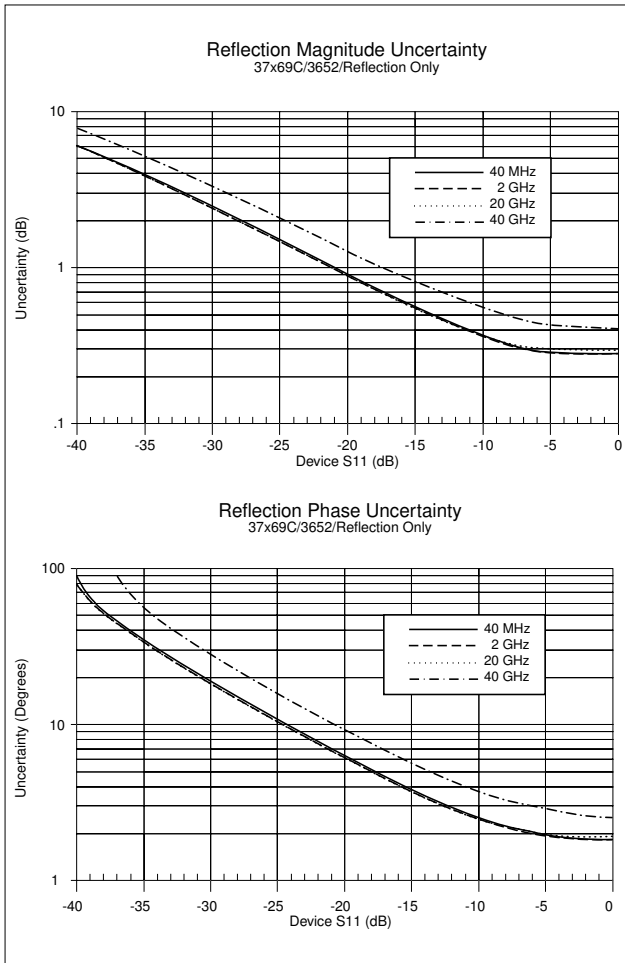 Reflection Magnitude Uncertainty
37x69C/3652/Reflection Only
10
1
.1
Uncertainty (dB)
40 MHz
2 GHz
20 GHz
40 GHz
-40 -35 -30 -25 -20 -15 -10 -5 0
Device S11 (dB)
Reflection Phase Uncertainty
37x69C/3652/Reflection Only
100
10
1
Uncertainty (Degrees)
40 MHz
2 GHz
20 GHz
40 GHz
-40 -35 -30 -25 -20 -15 -10 -5 0
Device S11 (dB)